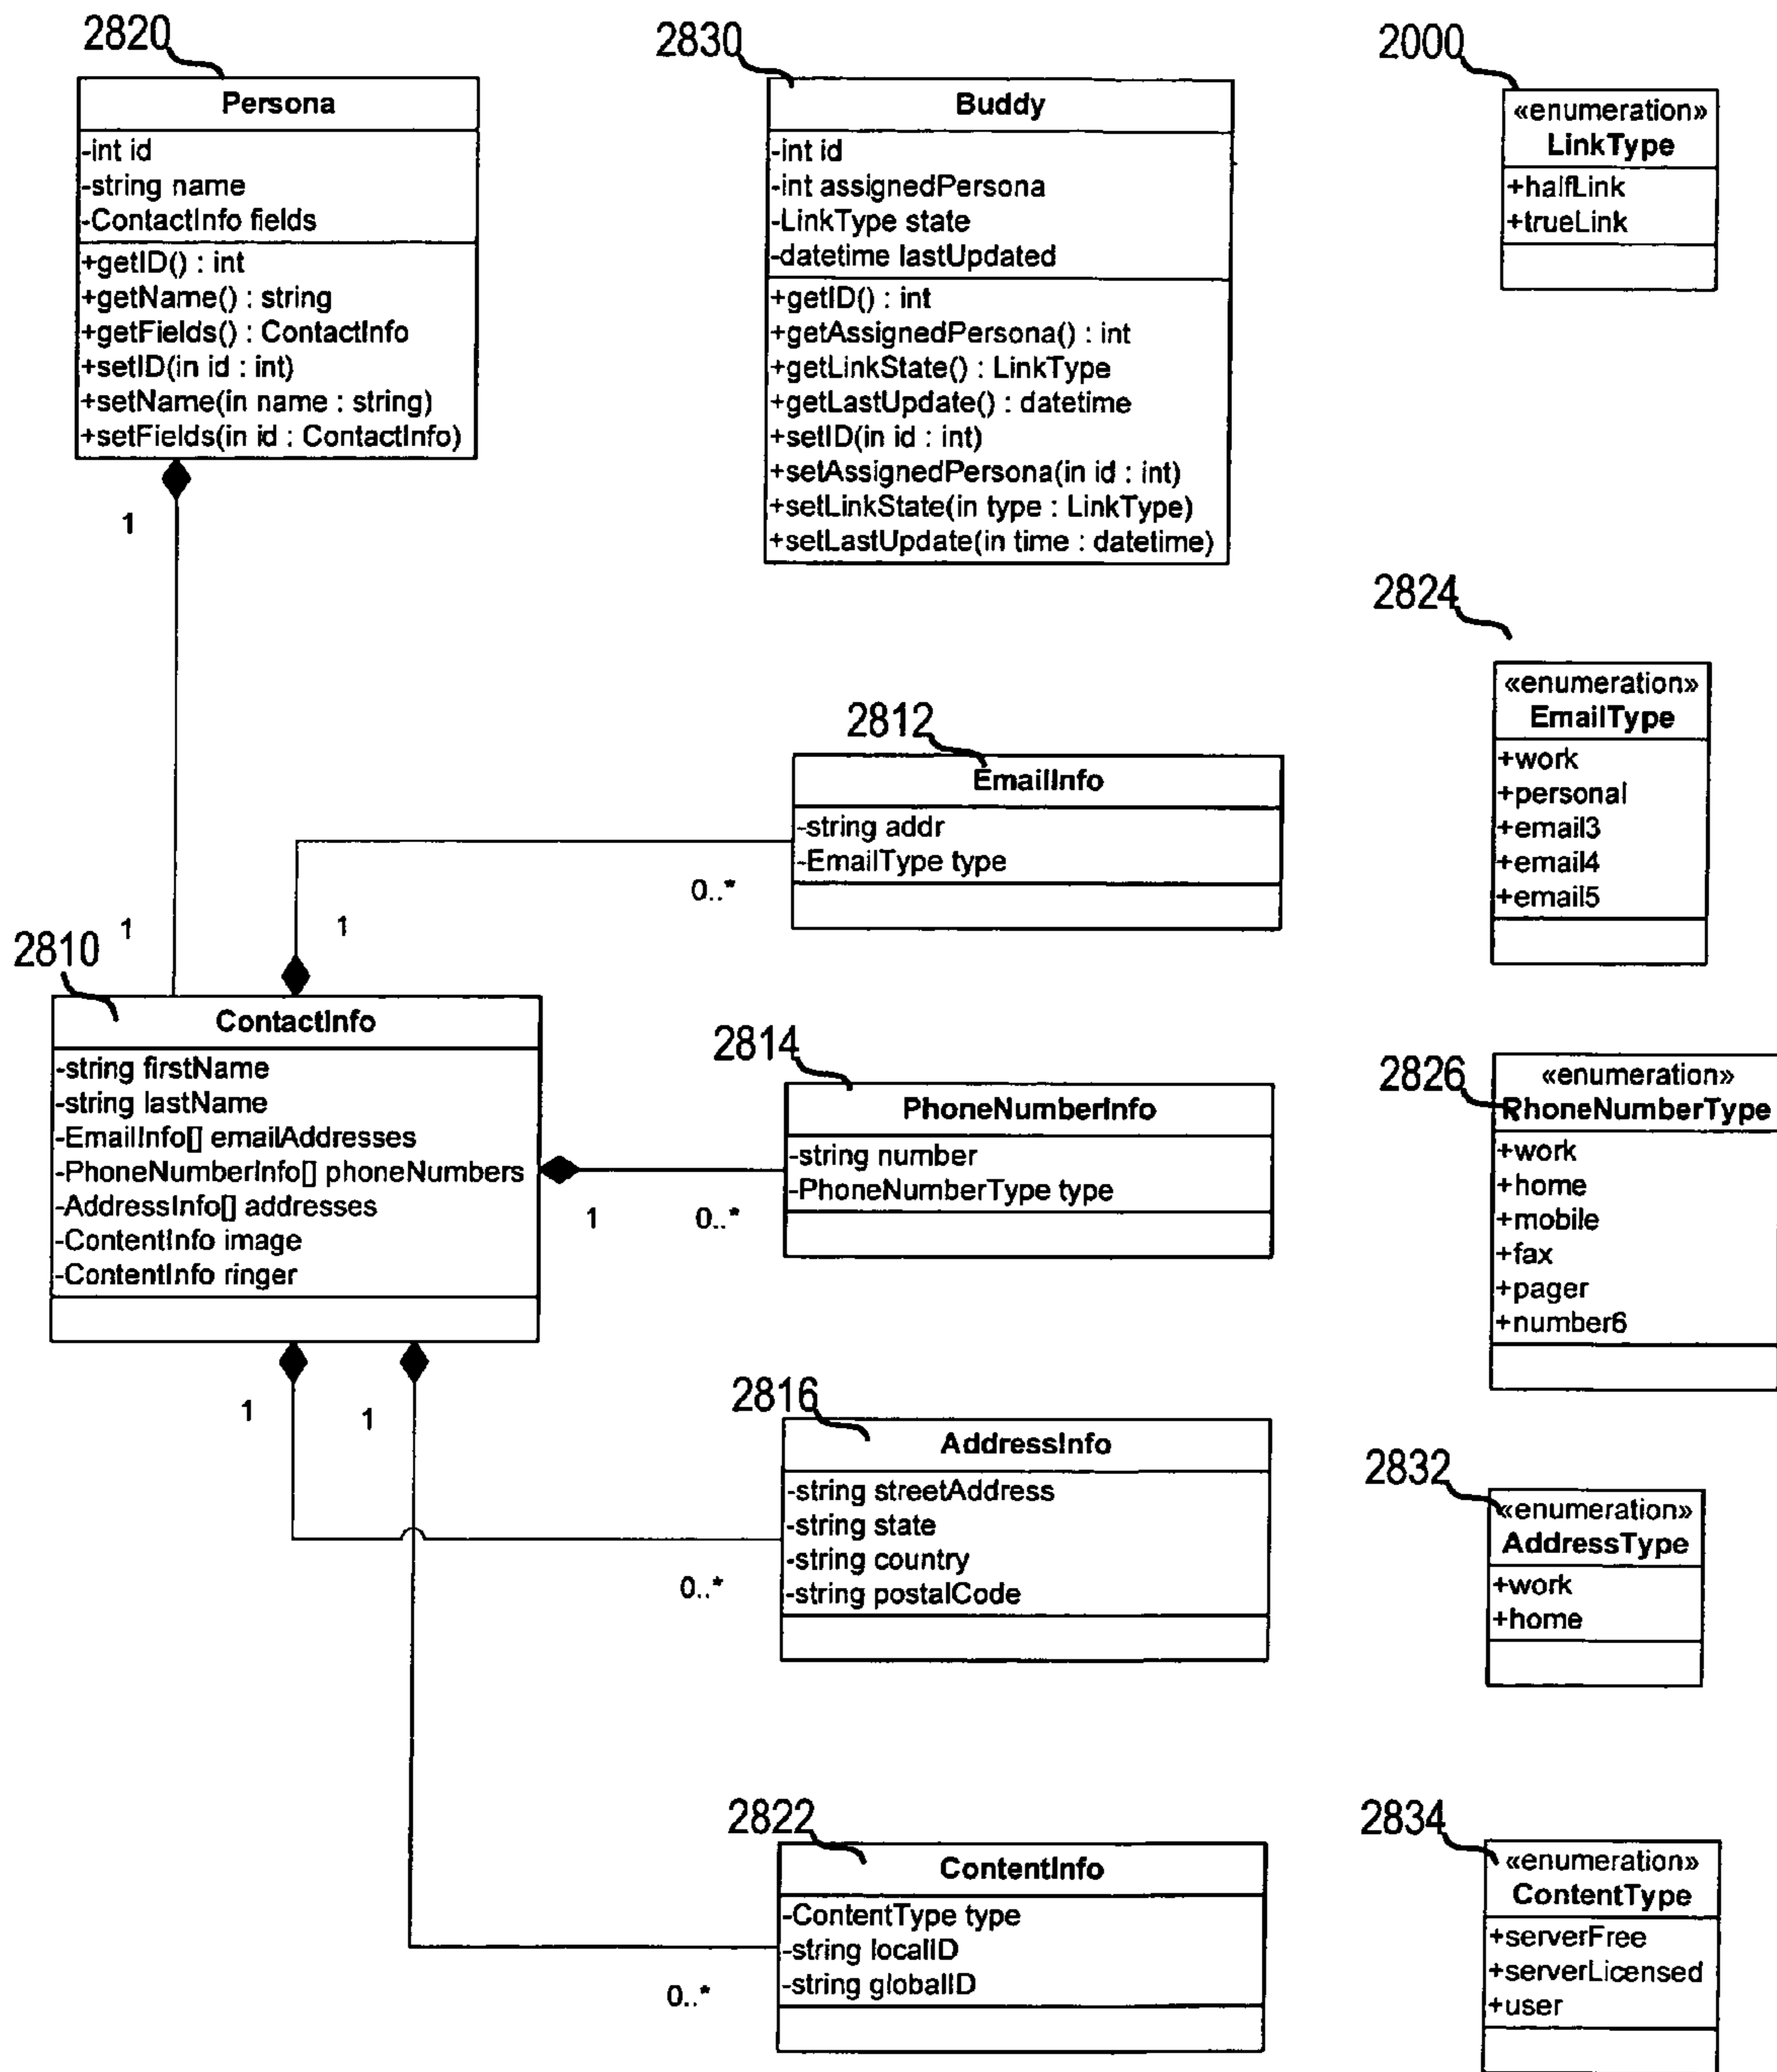 2820
Persona
-int id
-string name
-ContactInfo fields
+getID() : int
+getName() : string
+getFields() : ContactInfo
+setID(in id : int)
+setName(in name : string)
+setFields(in id : ContactInfo)
1
1
2830
Buddy
-int id
-int assignedPersona
-LinkType state
-datetime lastUpdated
+getID() : int
+getAssignedPersona() : int
+getLinkState() : LinkType
+getLastUpdate() : datetime
+setID(in id : int)
+setAssignedPersona(in id : int)
+setLinkState(in type : LinkType)
+setLastUpdate(in time : datetime)
2000
«enumeration»
LinkType
+halfLink
+trueLink
2810
ContactInfo
-string firstName
-string lastName
-EmailInfo[] emailAddresses
-PhoneNumberInfo[] phoneNumbers
-AddressInfo[] addresses
-ContentInfo image
-ContentInfo ringer
1
0..*
2812
EmailInfo
-string addr
-EmailType type
1
0..*
2814
PhoneNumberInfo
-string number
-PhoneNumberType type
1
0..*
2816
AddressInfo
-string streetAddress
-string state
-string country
-string postalCode
1
0..*
2822
ContentInfo
-ContentType type
-string localID
-string globalID
2824
«enumeration»
EmailType
+work
+personal
+email3
+email4
+email5
2826
«enumeration»
PhoneNumberType
+work
+home
+mobile
+fax
+pager
+number6
2832
«enumeration»
AddressType
+work
+home
2834
«enumeration»
ContentType
+serverFree
+serverLicensed
+user